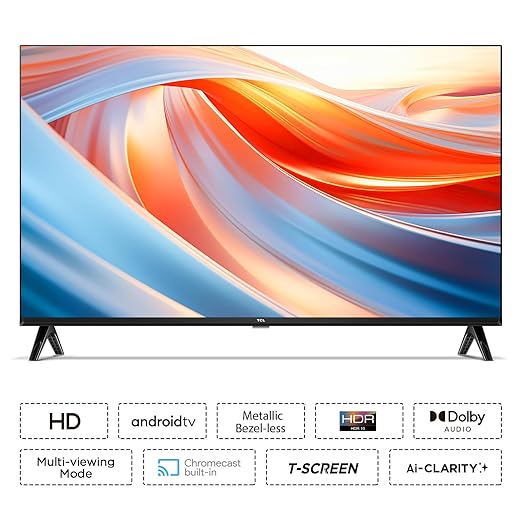 TCL
HD
androidtv
Metallic
Bezel-less
HDR
HDR 10
Dolby
AUDIO
Multi-viewing
Mode
Chromecast
built-in
T-SCREEN
Ai-CLARITY